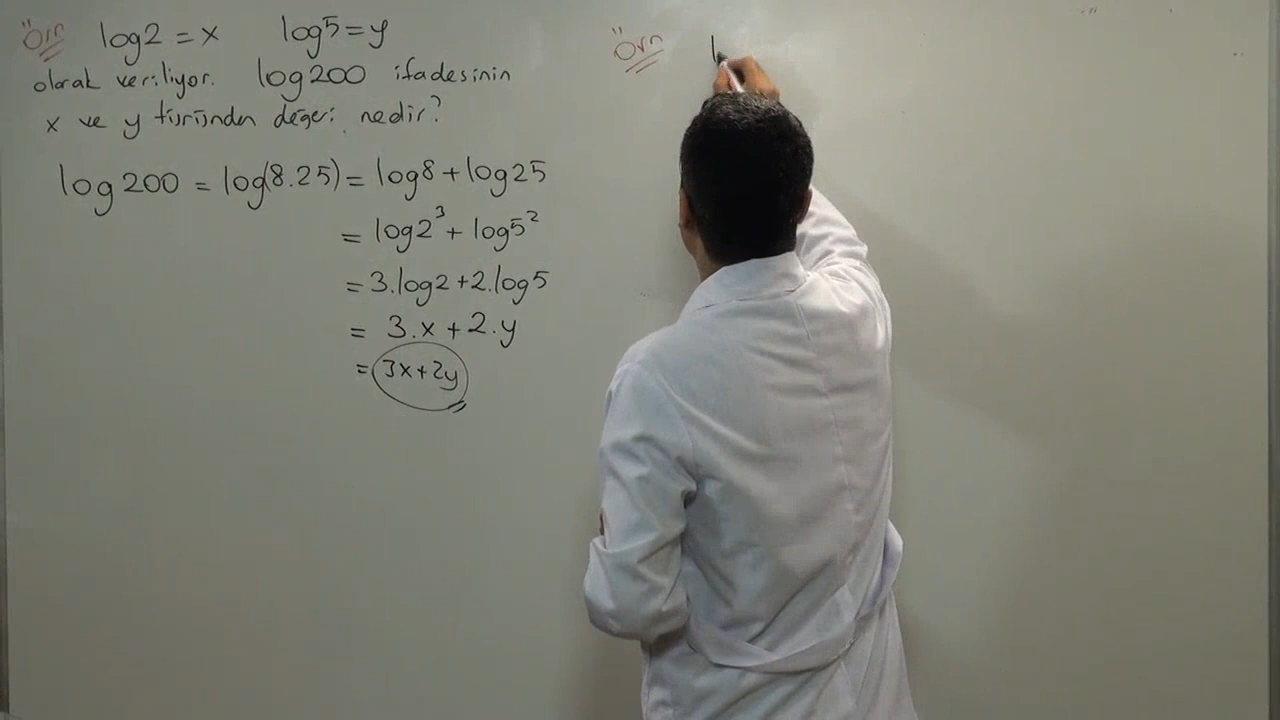 Örn log2 = x log5 = y
olarak veriliyor. log200 ifadesinin
x ve y türünden değeri nedir?
log200 = log(8.25) = log8 + log25
= log2³ + log5²
= 3.log2 + 2.log5
= 3.x + 2.y
= 3x + 2y
Örn l